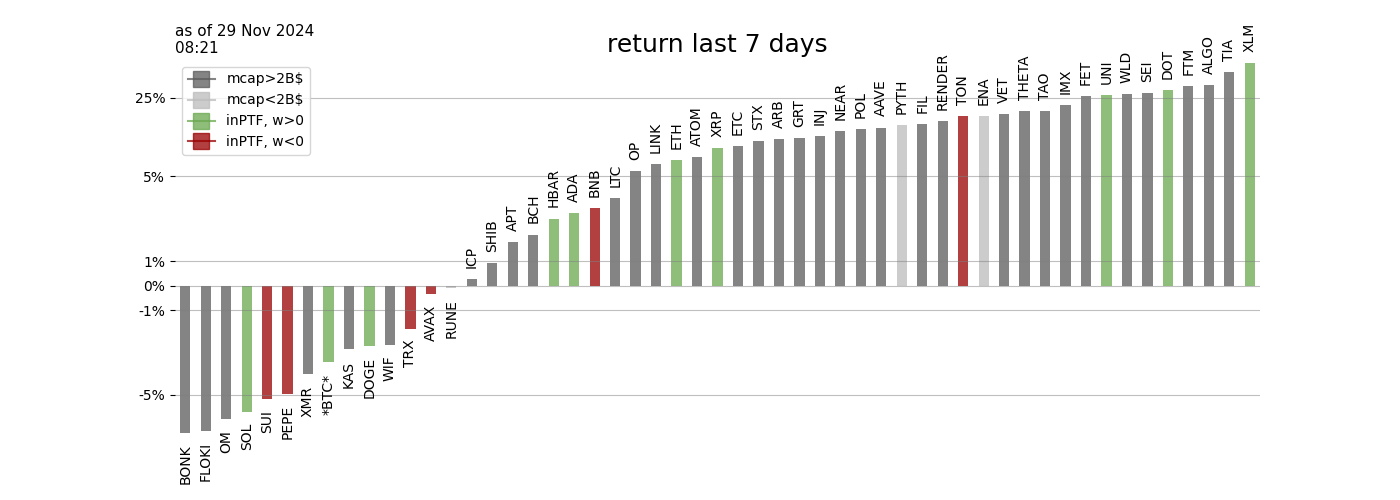 as of 29 Nov 2024
08:21
return last 7 days
mcap>2B$
mcap<2B$
inPTF, w>0
inPTF, w<0
25%
5%
1%
0%
-1%
-5%
BONK
FLOKI
OM
SOL
SUI
PEPE
XMR
*BTC*
KAS
DOGE
WIF
TRX
AVAX
RUNE
ICP
SHIB
APT
BCH
HBAR
ADA
BNB
LTC
OP
LINK
ETH
ATOM
XRP
ETC
STX
ARB
GRT
INJ
NEAR
POL
AAVE
PYTH
FIL
RENDER
TON
ENA
VET
THETA
TAO
IMX
FET
UNI
WLD
SEI
DOT
FTM
ALGO
TIA
XLM